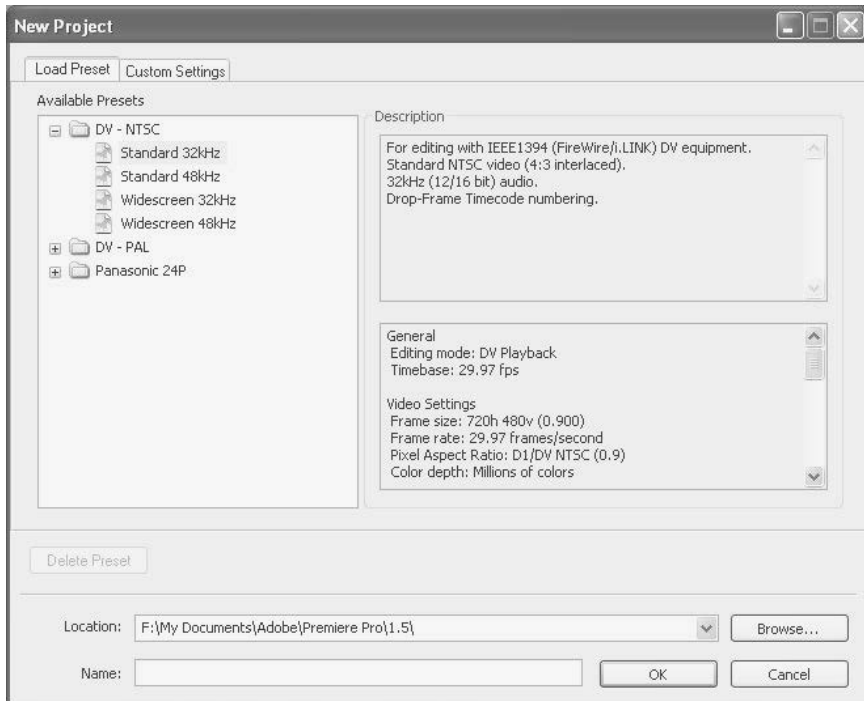 New Project
Load Preset
Custom Settings
Available Presets
DV - NTSC
Standard 32kHz
Standard 48kHz
Widescreen 32kHz
Widescreen 48kHz
DV - PAL
Panasonic 24P
Description
For editing with IEEE1394 (FireWire/i.LINK) DV equipment.
Standard NTSC video (4:3 interlaced).
32kHz (12/16 bit) audio.
Drop-Frame Timecode numbering.
General
Editing mode: DV Playback
Timebase: 29.97 fps
Video Settings
Frame size: 720h 480v (0.900)
Frame rate: 29.97 frames/second
Pixel Aspect Ratio: D1/DV NTSC (0.9)
Color depth: Millions of colors
Delete Preset
Location: F:\My Documents\Adobe\Premiere Pro\1.5\ Browse...
Name: OK Cancel